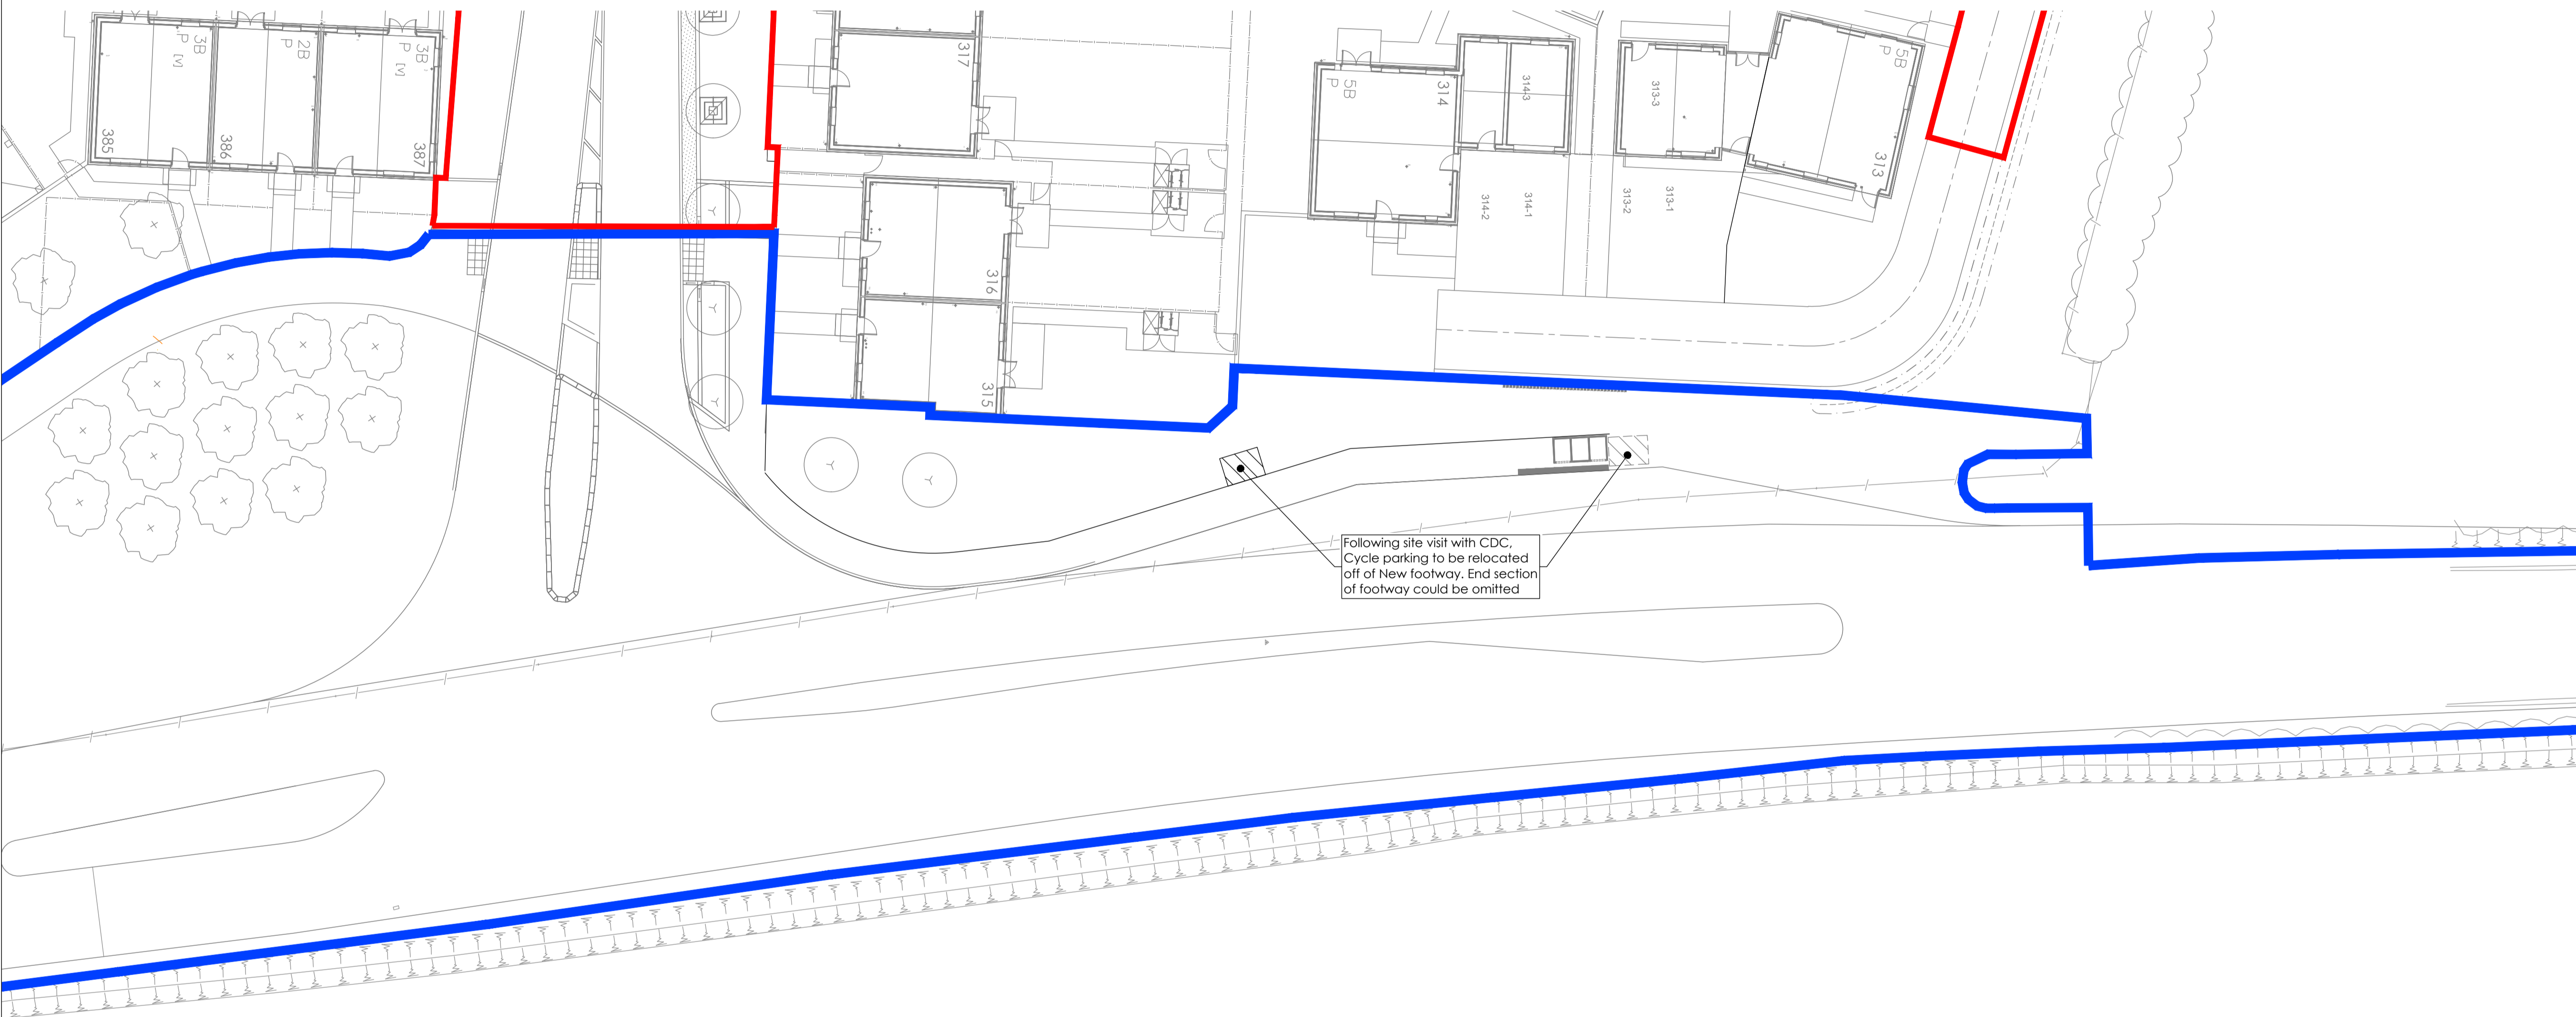 3B
P
[V]
385
2B
P
386
3B
P
[V]
387
317
316
315
5B
P
314
314-3
314-2
314-1
313-3
313-2
313-1
5B
P
313
Following site visit with CDC,
Cycle parking to be relocated
off of New footway. End section
of footway could be omitted